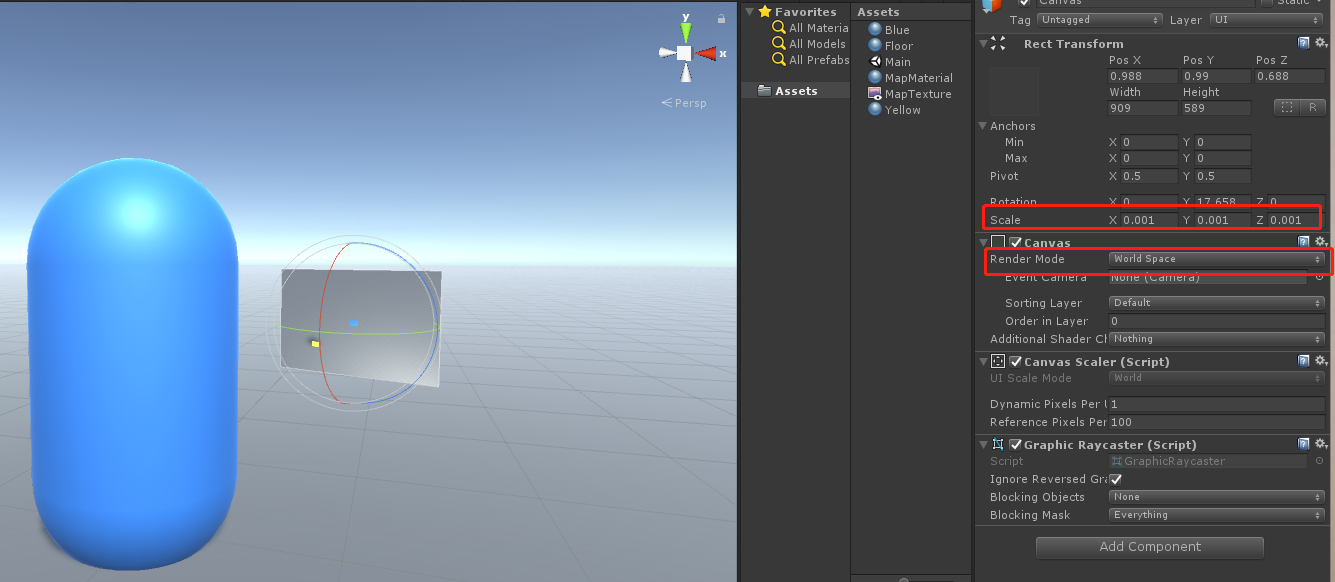 y
x
Persp
Favorites
All Materia
All Models
All Prefabs
Assets
Assets
Blue
Floor
Main
MapMaterial
MapTexture
Yellow
Canvas Static
Tag Untagged Layer UI
Rect Transform
Pos X Pos Y Pos Z
0.988 0.99 0.688
Width Height
909 589 R
Anchors
Min X 0 Y 0
Max X 0 Y 0
Pivot X 0.5 Y 0.5
Rotation X 0 Y 17.658 Z 0
Scale X 0.001 Y 0.001 Z 0.001
Canvas
Render Mode World Space
Event Camera None (Camera)
Sorting Layer Default
Order in Layer 0
Additional Shader Ch Nothing
Canvas Scaler (Script)
UI Scale Mode World
Dynamic Pixels Per U 1
Reference Pixels Per 100
Graphic Raycaster (Script)
Script GraphicRaycaster
Ignore Reversed Gra
Blocking Objects None
Blocking Mask Everything
Add Component